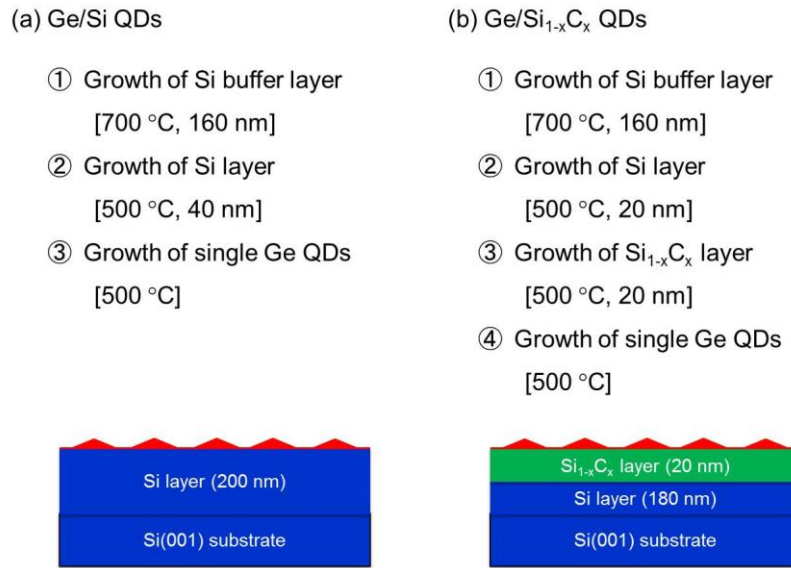 (a) Ge/Si QDs
① Growth of Si buffer layer
[700 °C, 160 nm]
② Growth of Si layer
[500 °C, 40 nm]
③ Growth of single Ge QDs
[500 °C]
Si layer (200 nm)
Si(001) substrate
(b) Ge/Si₁₋ₓCₓ QDs
① Growth of Si buffer layer
[700 °C, 160 nm]
② Growth of Si layer
[500 °C, 20 nm]
③ Growth of Si₁₋ₓCₓ layer
[500 °C, 20 nm]
④ Growth of single Ge QDs
[500 °C]
Si₁₋ₓCₓ layer (20 nm)
Si layer (180 nm)
Si(001) substrate